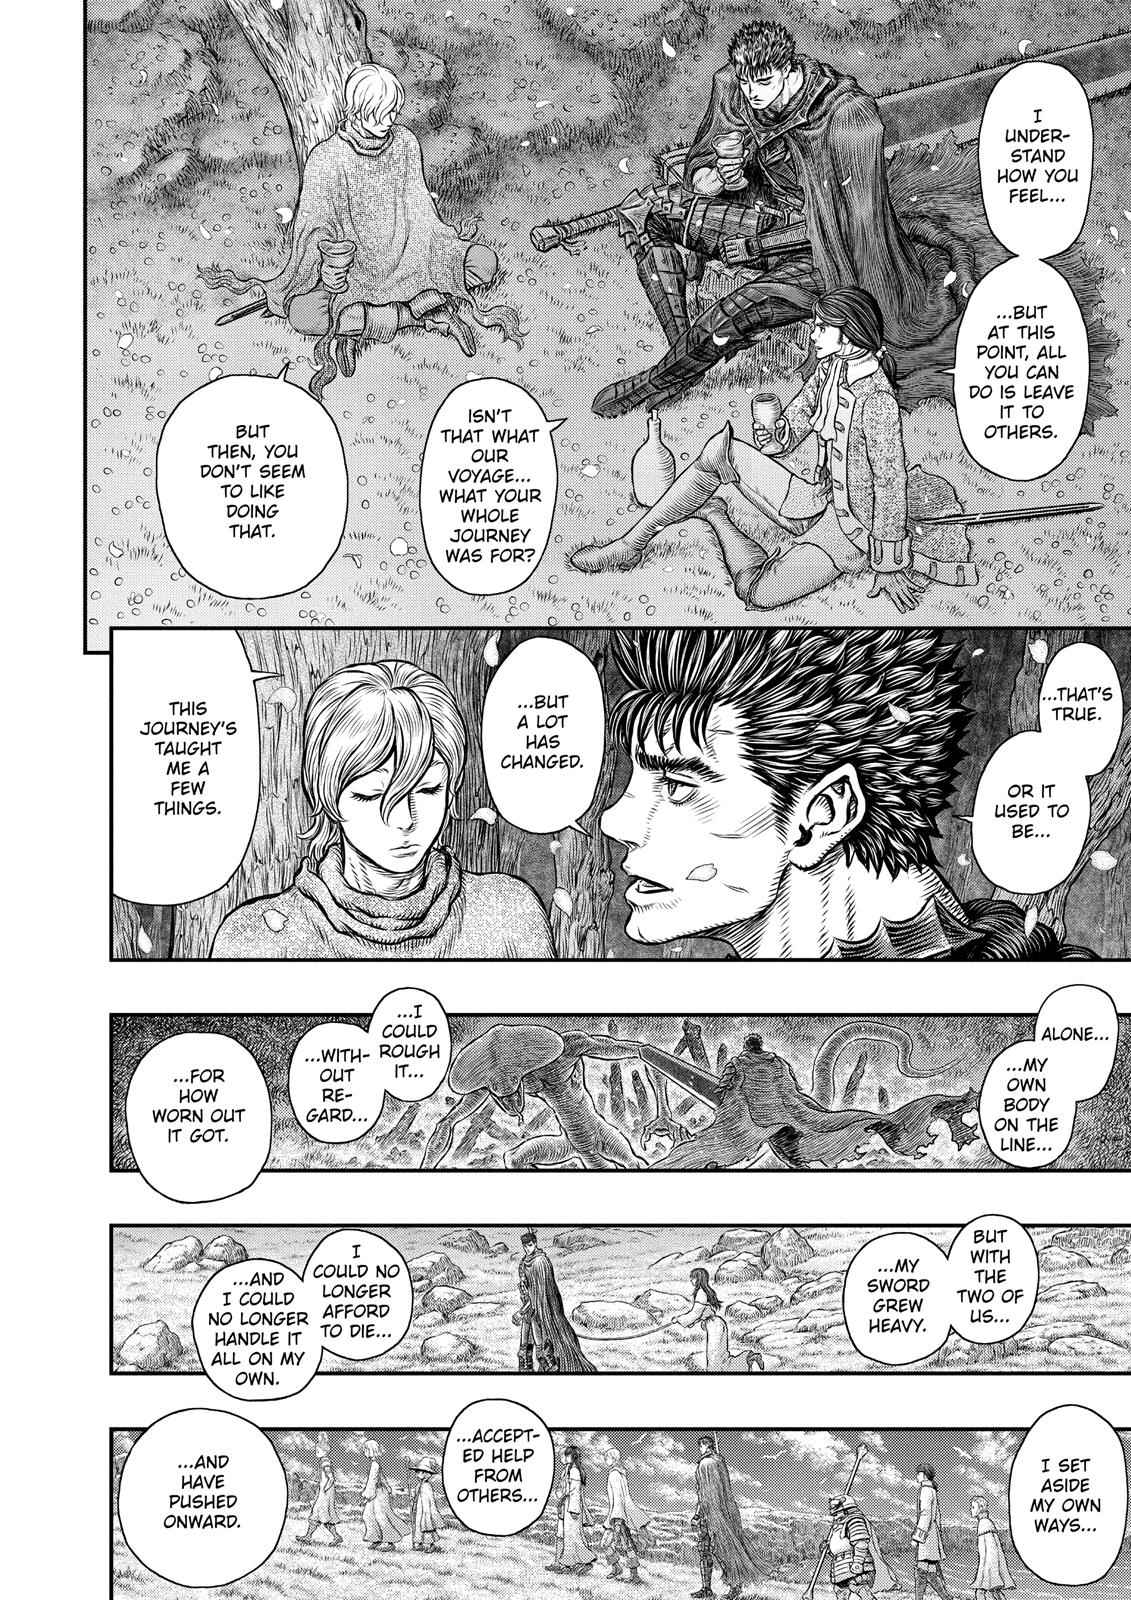 I
UNDER-
STAND
HOW YOU
FEEL...
...BUT
AT THIS
POINT, ALL
YOU CAN
DO IS LEAVE
IT TO
OTHERS.
ISN'T
THAT WHAT
OUR
VOYAGE...
WHAT YOUR
WHOLE
JOURNEY
WAS FOR?
BUT
THEN, YOU
DON'T SEEM
TO LIKE
DOING
THAT.
...THAT'S
TRUE.
OR IT
USED TO
BE...
...BUT
A LOT
HAS
CHANGED.
THIS
JOURNEY'S
TAUGHT
ME A
FEW
THINGS.
ALONE...
...MY
OWN
BODY
ON THE
LINE...
...I
COULD
ROUGH
IT...
...WITH-
OUT
RE-
GARD...
...FOR
HOW
WORN OUT
IT GOT.
BUT
WITH
THE
TWO OF
US...
...MY
SWORD
GREW
HEAVY.
I
COULD NO
LONGER
AFFORD
TO DIE...
...AND
I COULD
NO LONGER
HANDLE IT
ALL ON MY
OWN.
I SET
ASIDE
MY OWN
WAYS...
...ACCEPT-
ED HELP
FROM
OTHERS...
...AND
HAVE
PUSHED
ONWARD.